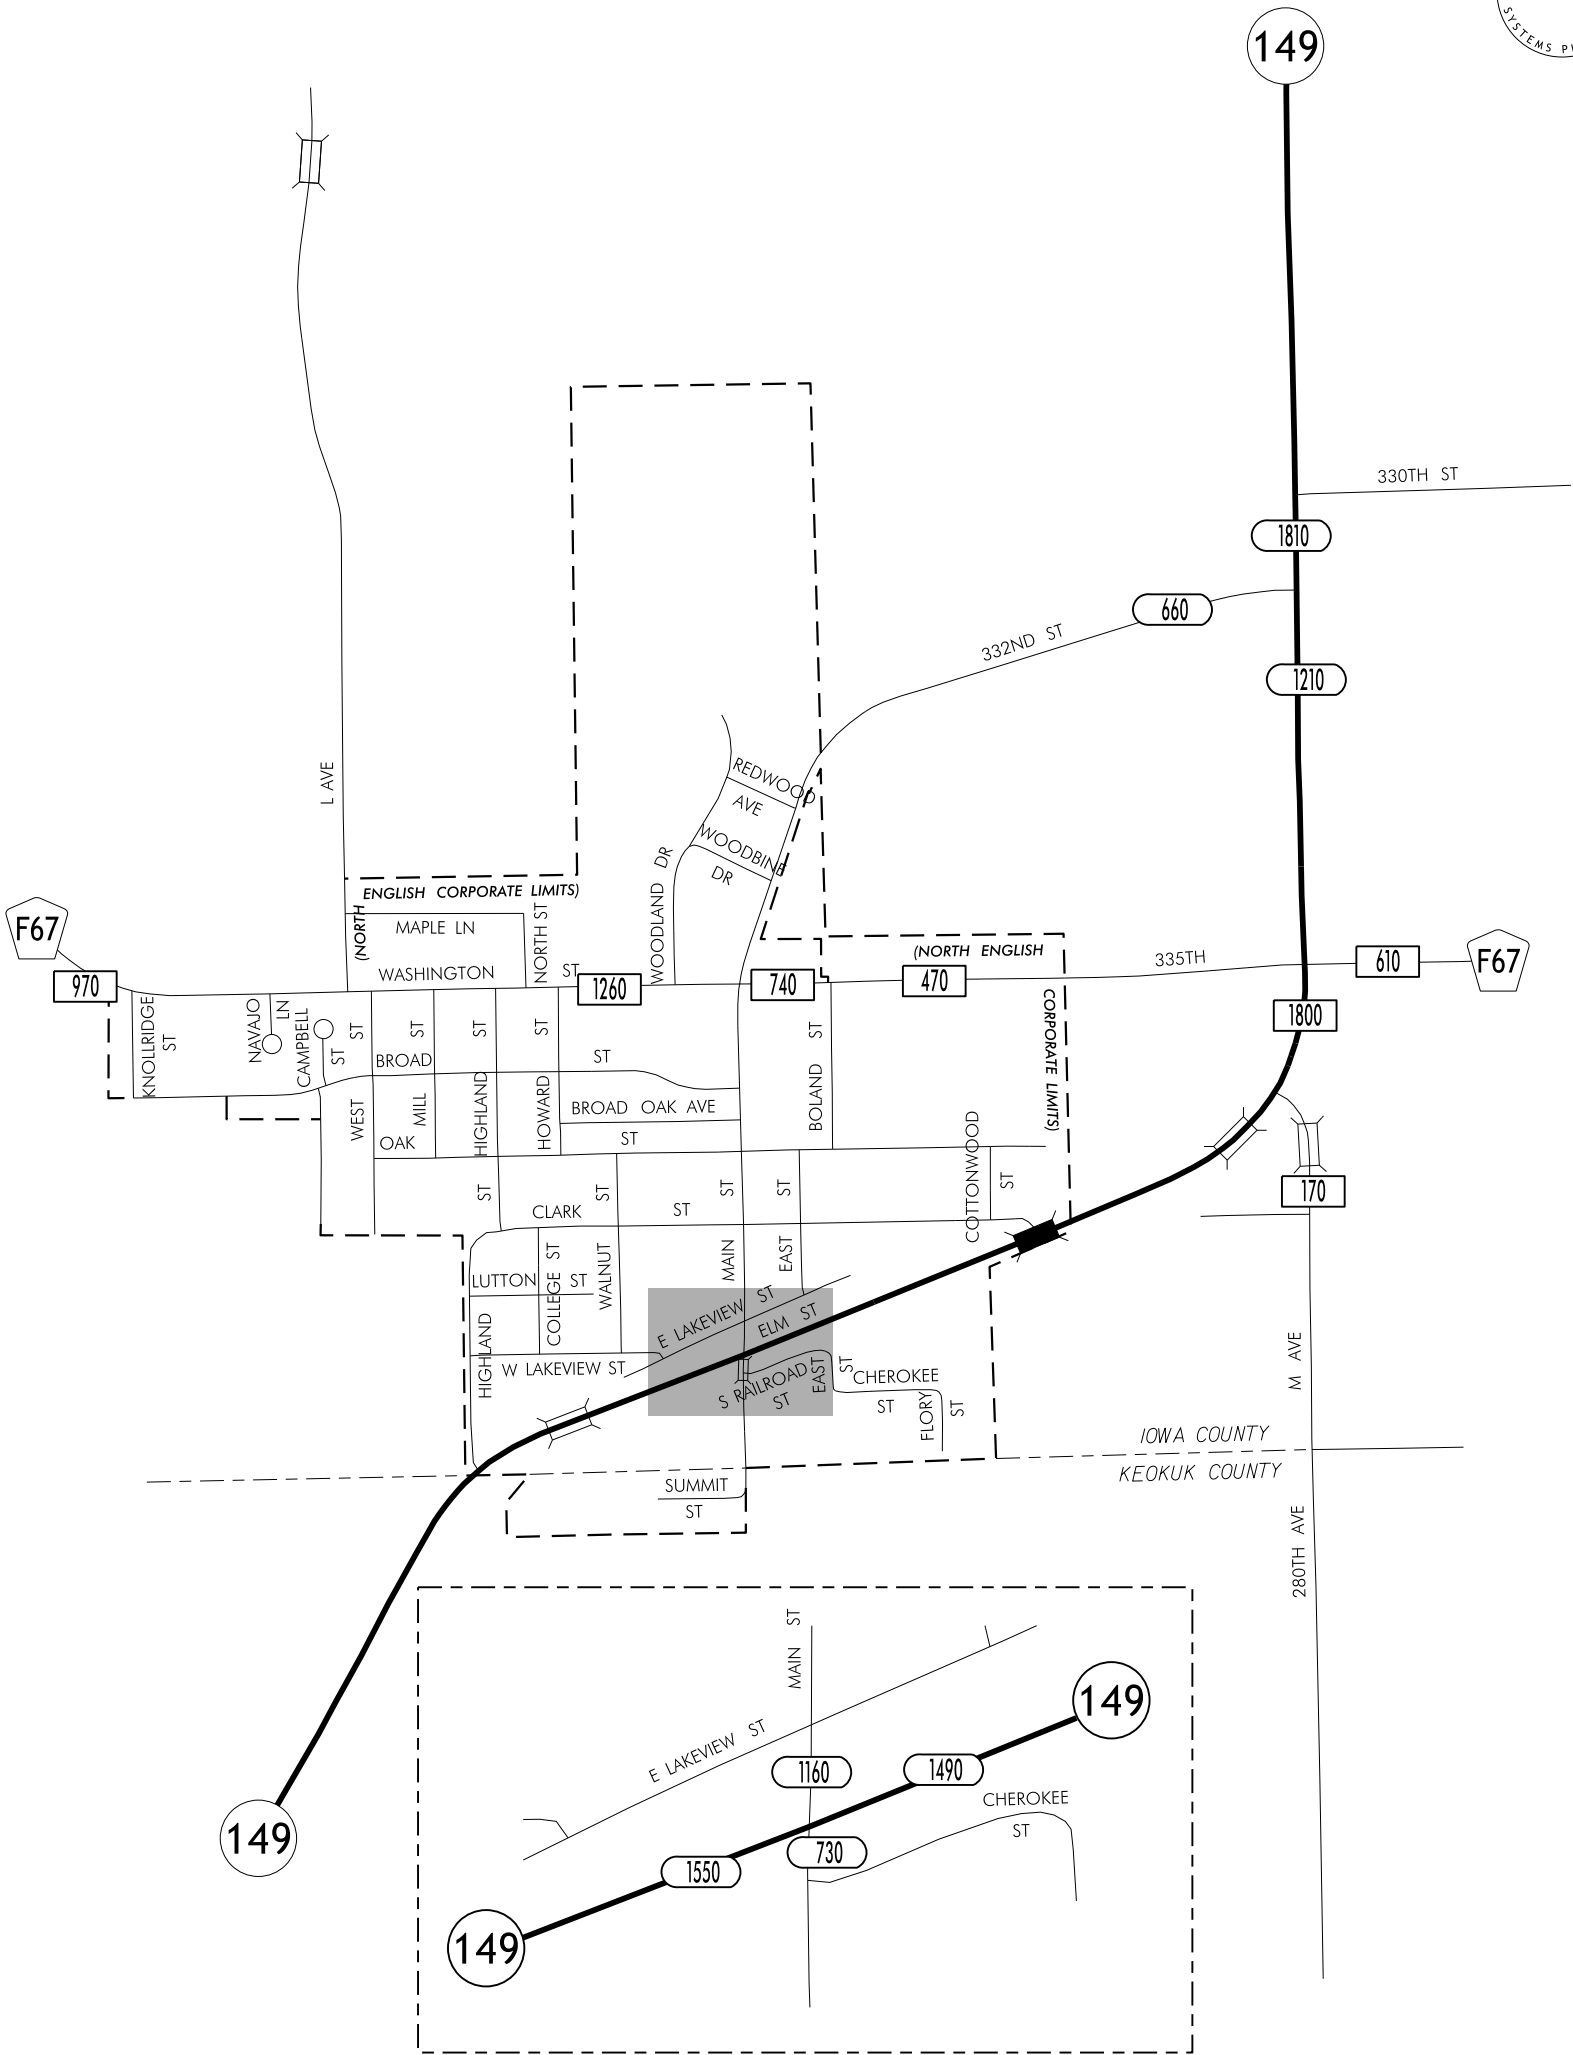 SYSTEMS
149
330TH ST
1810
660
332ND ST
1210
L AVE
REDWOOD
AVE
WOODBINE
DR
WOODLAND DR
(NORTH
ENGLISH CORPORATE LIMITS)
MAPLE LN
NORTH ST
F67
970
WASHINGTON ST
1260
740
470
(NORTH ENGLISH
CORPORATE LIMITS)
335TH
610
F67
1800
KNOLLRIDGE
ST
NAVAJO
LN
CAMPBELL
ST
WEST ST
MILL ST
HIGHLAND ST
HOWARD ST
BROAD ST
BROAD OAK AVE
BOLAND ST
OAK ST
COTTONWOOD
ST
170
ST
CLARK ST
WALNUT ST
MAIN ST
EAST ST
LUTTON ST
COLLEGE ST
HIGHLAND
W LAKEVIEW ST
E LAKEVIEW ST
ELM ST
S RAILROAD
ST
EAST ST
CHEROKEE
ST
FLORY ST
M AVE
IOWA COUNTY
KEOKUK COUNTY
SUMMIT
ST
280TH AVE
149
MAIN ST
E LAKEVIEW ST
149
1160
1490
CHEROKEE
ST
730
1550
149